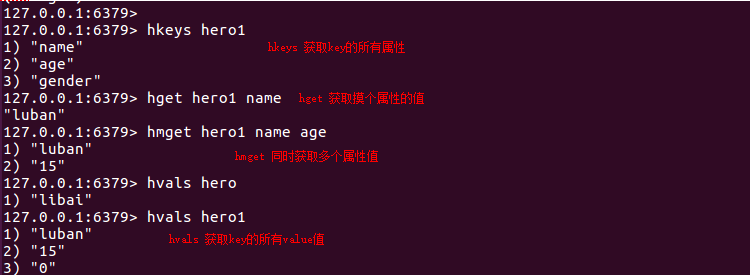 127.0.0.1:6379>
127.0.0.1:6379> hkeys hero1
1) "name"
hkeys 获取key的所有属性
2) "age"
3) "gender"
127.0.0.1:6379> hget hero1 name
hget 获取摸个属性的值
"luban"
127.0.0.1:6379> hmget hero1 name age
1) "luban"
hmget 同时获取多个属性值
2) "15"
127.0.0.1:6379> hvals hero
1) "libai"
127.0.0.1:6379> hvals hero1
1) "luban"
hvals 获取key的所有value值
2) "15"
3) "0"